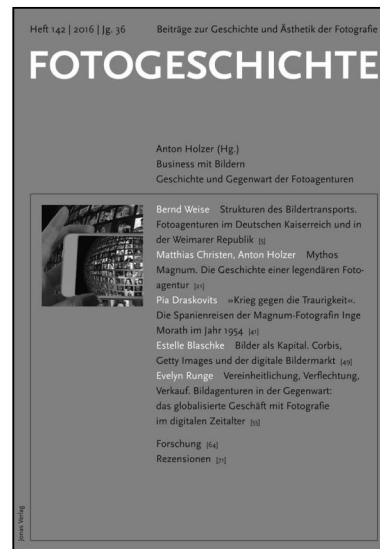 Heft 142 | 2016 | Jg. 36 Beiträge zur Geschichte und Ästhetik der Fotografie
FOTOGESCHICHTE
Anton Holzer (Hg.)
Business mit Bildern
Geschichte und Gegenwart der Fotoagenturen
Bernd Weise Strukturen des Bildertransports.
Fotoagenturen im Deutschen Kaiserreich und in
der Weimarer Republik [5]
Matthias Christen, Anton Holzer Mythos
Magnum. Die Geschichte einer legendären Foto-
agentur [21]
Pia Draskovits »Krieg gegen die Traurigkeit«.
Die Spanienreisen der Magnum-Fotografin Inge
Morath im Jahr 1954 [41]
Estelle Blaschke Bilder als Kapital. Corbis,
Getty Images und der digitale Bildermarkt [49]
Evelyn Runge Vereinheitlichung, Verflechtung,
Verkauf. Bildagenturen in der Gegenwart:
das globalisierte Geschäft mit Fotografie
im digitalen Zeitalter [55]
Forschung [64]
Rezensionen [71]
Jonas Verlag